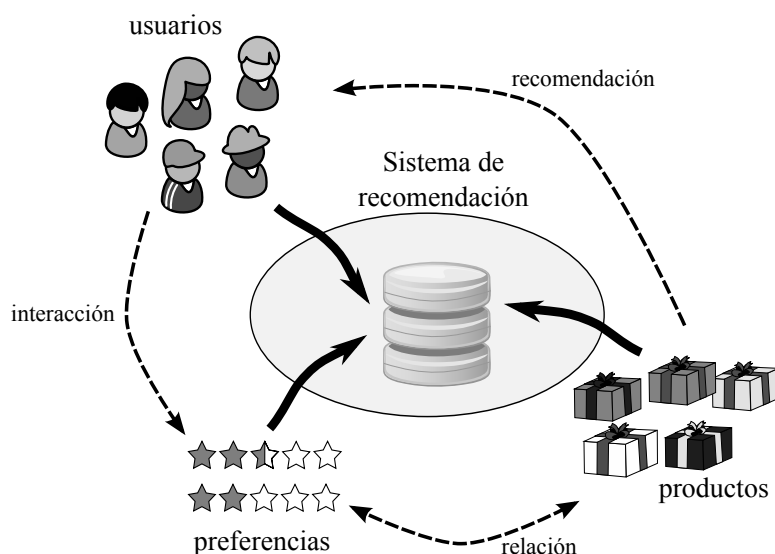 usuarios
recomendación
Sistema de
recomendación
interacción
productos
preferencias
relación